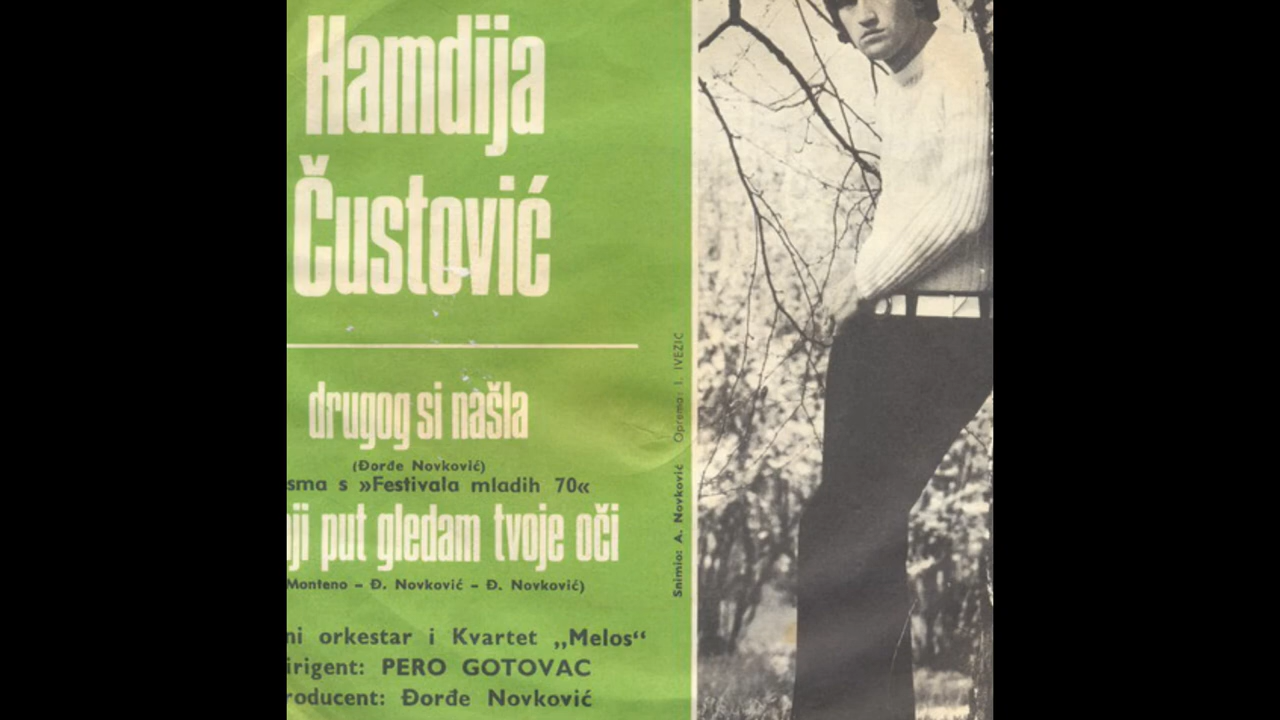 Hamdija
Čustović
drugog si našla
(Đorđe Novković)
sma s »Festivala mladih 70«
ji put gledam tvoje oči
Monteno – Đ. Novković – Đ. Novković)
ni orkestar i Kvartet „Melos“
irigent: PERO GOTOVAC
roducent: Đorđe Novković
Snimio: A. Novković Oprema: I. IVEZIĆ